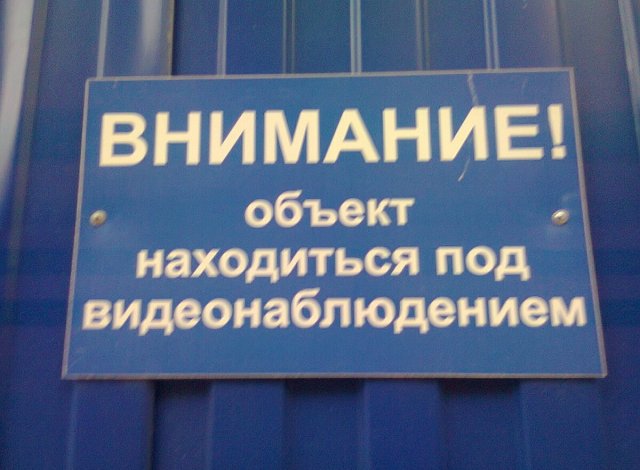 ВНИМАНИЕ!
объект
находиться под
видеонаблюдением